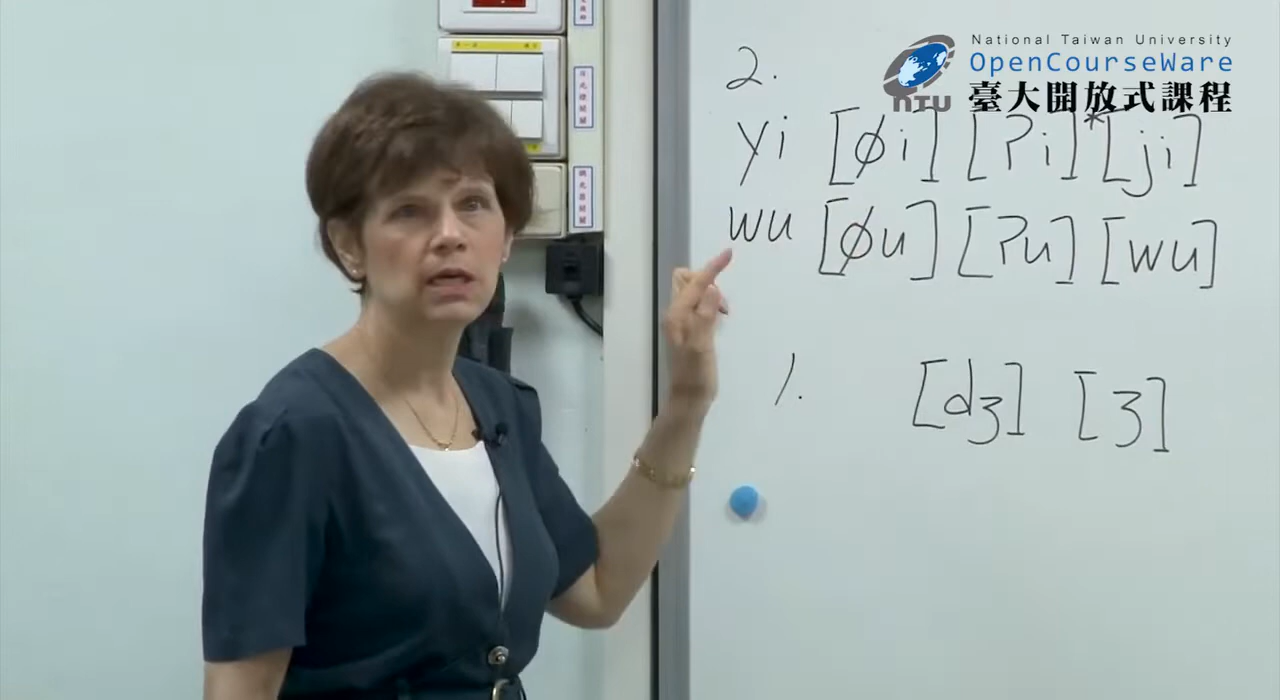 National Taiwan University
OpenCourseWare
NTU 臺大開放式課程
2.
yi [øi] [ʔi] *[ji]
wu [øu] [ʔu] [wu]
1. [dʒ] [ʒ]